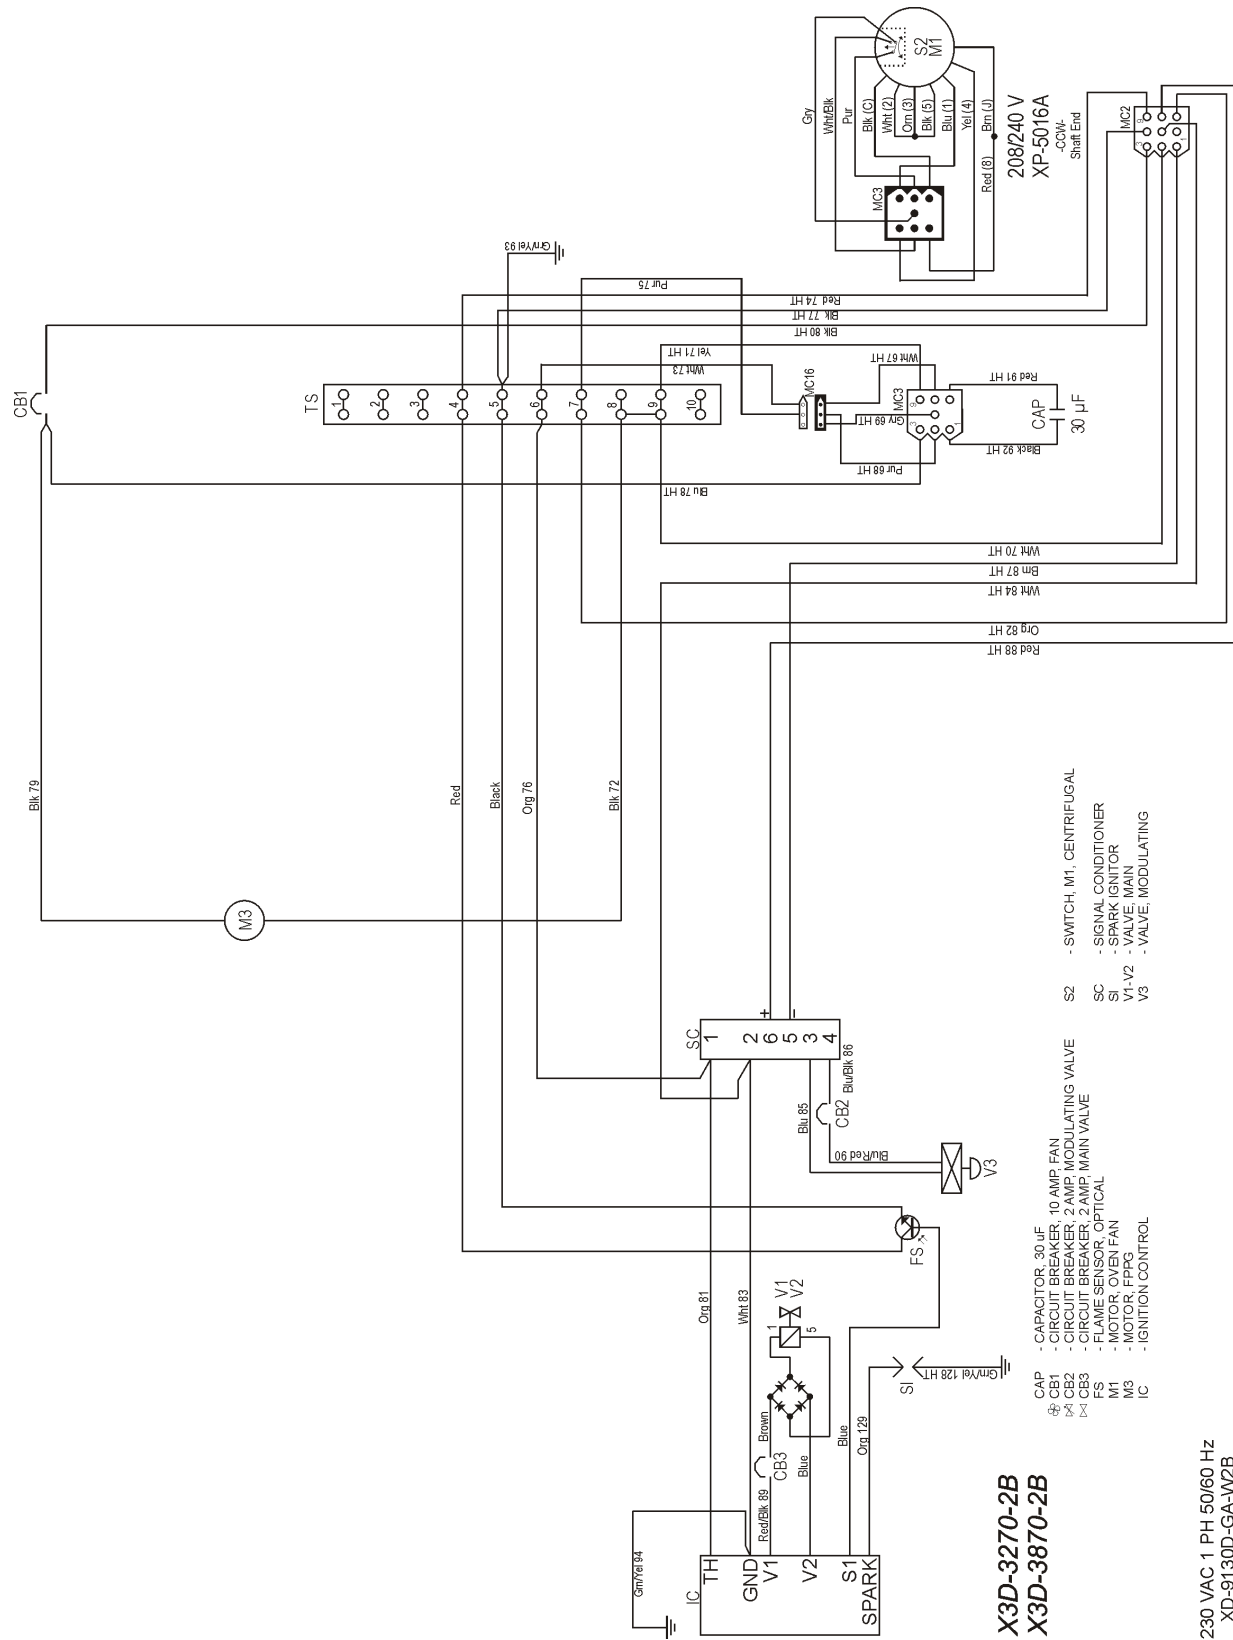 CB1
Blk 79
M3
TS
1
2
3
4
5
6
7
8
9
10
Red
Black
Org 76
Blk 72
Grn/Yel 93
Pur 75
Red 74 HT
Blk 77 HT
Blk 80 HT
Yel 71 HT
Wht 73
Blu 78 HT
MC16
Wht 67 HT
Gry 69 HT
Pur 68 HT
MC3
3
9
1
Red 91 HT
Black 92 HT
CAP
30 µF
Gry
Wht/Blk
Pur
Blk (C)
Wht (2)
Orn (3)
Blk (5)
Blu (1)
Yel (4)
Brn (J)
Red (8)
S2
M1
MC3
208/240 V
XP-5016A
-CCW-
Shaft End
MC2
3
9
1
Wht 70 HT
Brn 87 HT
Wht 84 HT
Org 82 HT
Red 88 HT
SC
1
2
6
5
3
4
+
–
Blu 85
Blu/Blk 86
CB2
Blu/Red 90
V3
FS
Org 81
Wht 83
V1
V2
1
5
Brown
CB3
Red/Blk 89
Blue
Blue
Org 129
SI
Grn/Yel 128 HT
Grn/Yel 94
IC
TH
GND
V1
V2
S1
SPARK
CAP - CAPACITOR, 30 uF
CB1 - CIRCUIT BREAKER, 10 AMP, FAN
CB2 - CIRCUIT BREAKER, 2 AMP, MODULATING VALVE
CB3 - CIRCUIT BREAKER, 2 AMP, MAIN VALVE
FS - FLAME SENSOR, OPTICAL
M1 - MOTOR, OVEN FAN
M3 - MOTOR, FPPG
IC - IGNITION CONTROL
S2 - SWITCH, M1, CENTRIFUGAL
SC - SIGNAL CONDITIONER
SI - SPARK IGNITOR
V1-V2 - VALVE, MAIN
V3 - VALVE, MODULATING
X3D-3270-2B
X3D-3870-2B
230 VAC 1 PH 50/60 Hz
XD-9130D-GA-W2B